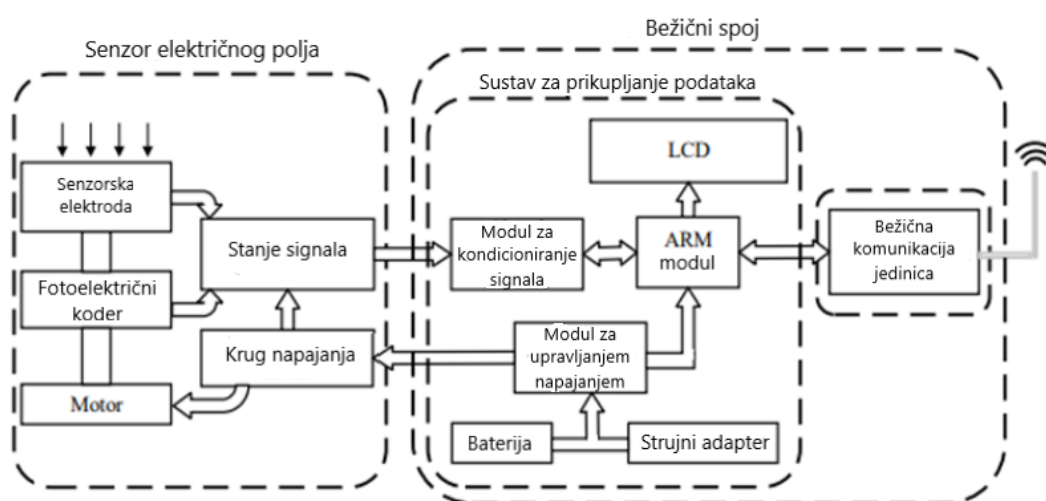 Bežični spoj
Senzor električnog polja
Sustav za prikupljanje podataka
LCD
Senzorska
elektroda
Stanje signala
Modul za
kondicioniranje
signala
ARM
modul
Bežična
komunikacija
jedinica
Fotoelektrični
koder
Krug napajanja
Modul za
upravljanjem
napajanjem
Motor
Baterija
Strujni adapter